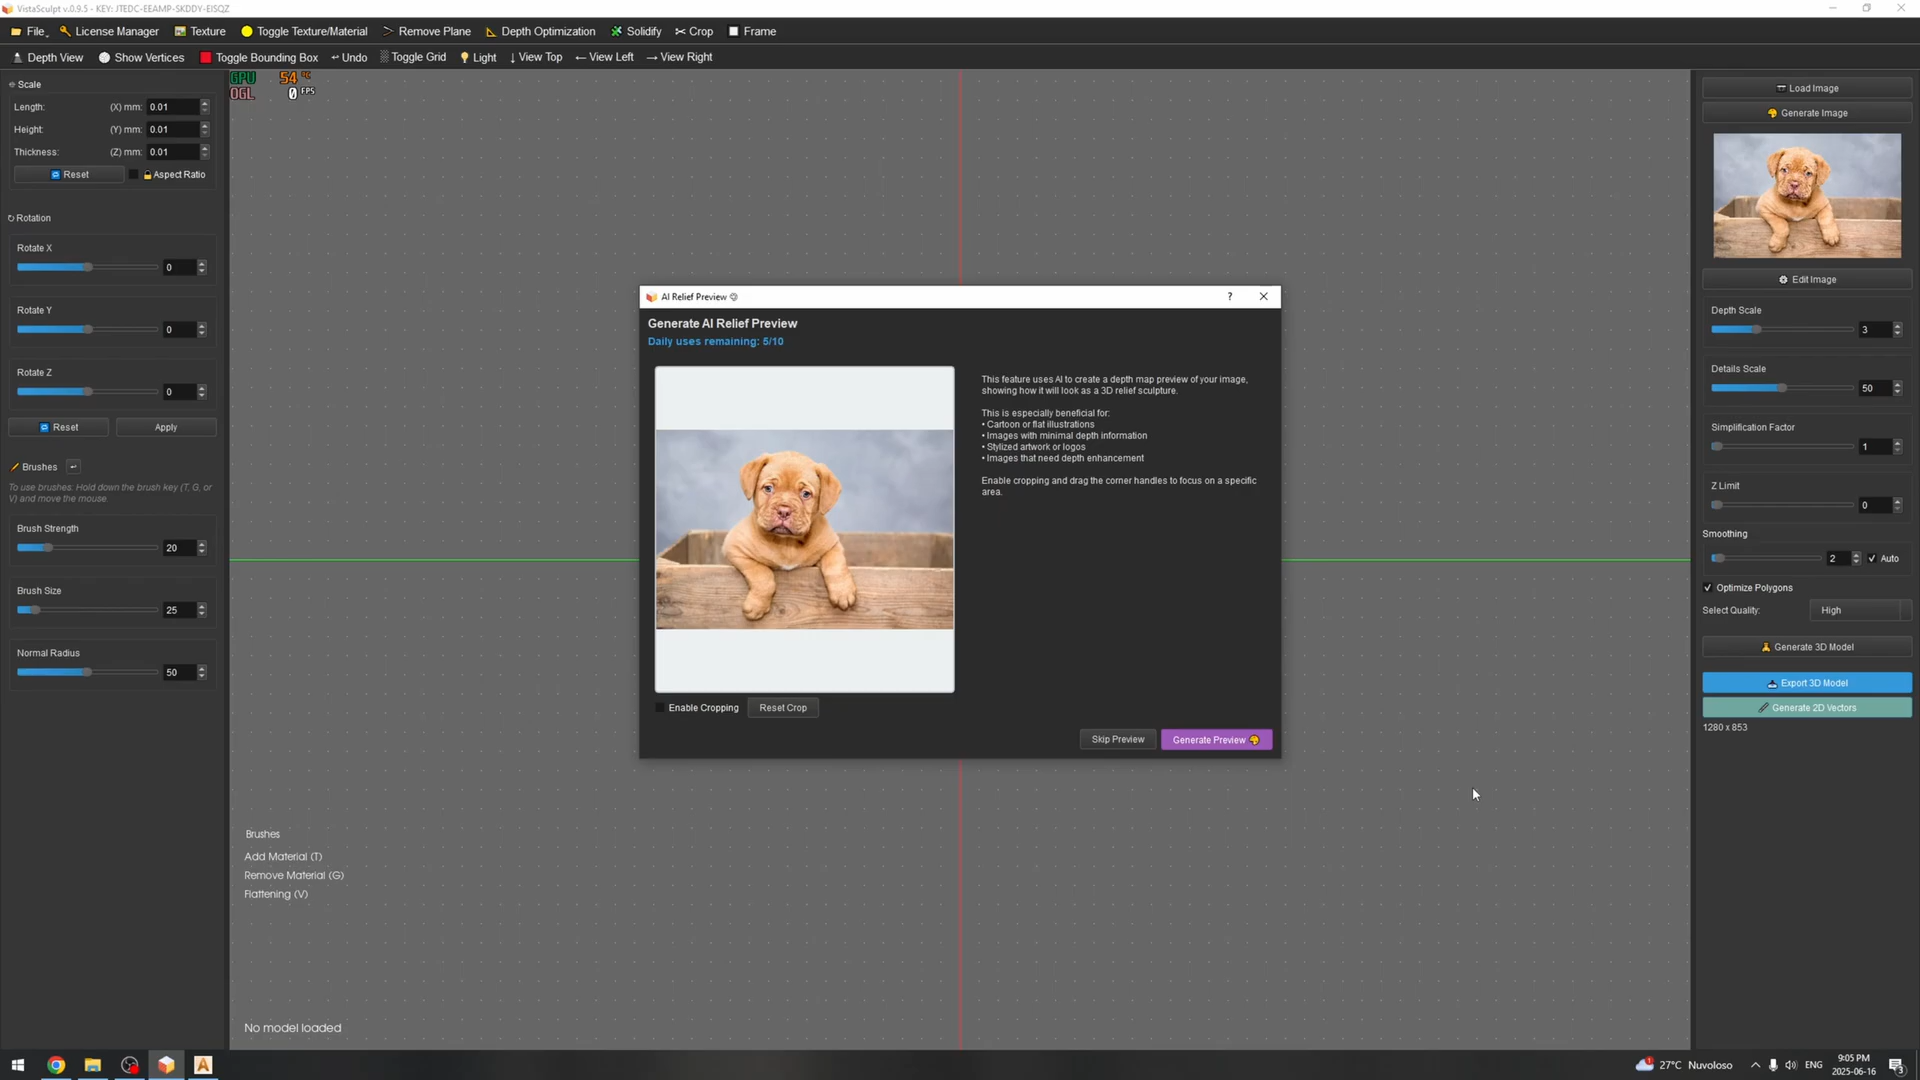 VistaSculpt v.0.9.5 - KEY: JTEDC-EEAMP-SKDDY-EISQZ
File
License Manager
Texture
Toggle Texture/Material
Remove Plane
Depth Optimization
Solidify
Crop
Frame
Depth View
Show Vertices
Toggle Bounding Box
Undo
Toggle Grid
Light
View Top
View Left
View Right
GPU 54 °C
OGL 0 FPS
Scale
Length: (X) mm: 0.01
Height: (Y) mm: 0.01
Thickness: (Z) mm: 0.01
Reset
Aspect Ratio
Rotation
Rotate X
0
Rotate Y
0
Rotate Z
0
Reset
Apply
Brushes
To use brushes: Hold down the brush key (T, G, or
V) and move the mouse
Brush Strength
20
Brush Size
25
Normal Radius
50
AI Relief Preview
?
Generate AI Relief Preview
Daily uses remaining: 5/10
This feature uses AI to create a depth map preview of your image,
showing how it will look as a 3D relief sculpture.
This is especially beneficial for:
• Cartoon or flat illustrations
• Images with minimal depth information
• Stylized artwork or logos
• Images that need depth enhancement
Enable cropping and drag the corner handles to focus on a specific
area.
Enable Cropping
Reset Crop
Skip Preview
Generate Preview
Brushes
Add Material (T)
Remove Material (G)
Flattening (V)
No model loaded
Load Image
Generate Image
Edit Image
Depth Scale
3
Details Scale
50
Simplification Factor
1
Z Limit
0
Smoothing
2
Auto
Optimize Polygons
Select Quality:
High
Generate 3D Model
Export 3D Model
Generate 2D Vectors
1280 x 853
1
27°C Nuvoloso
ENG
9:05 PM
2025-06-16
3